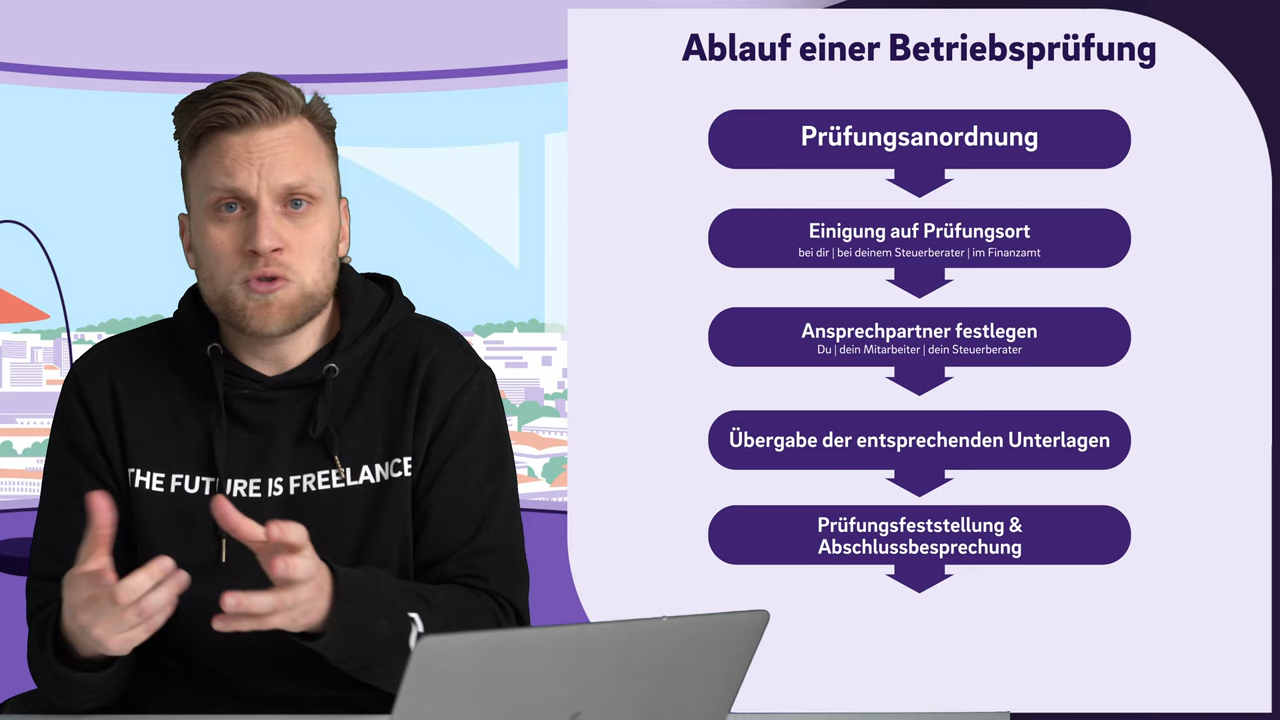 Ablauf einer Betriebsprüfung
Prüfungsanordnung
Einigung auf Prüfungsort
bei dir | bei deinem Steuerberater | im Finanzamt
Ansprechpartner festlegen
Du | dein Mitarbeiter | dein Steuerberater
Übergabe der entsprechenden Unterlagen
Prüfungsfeststellung &
Abschlussbesprechung
THE FUTURE IS FREELANCE